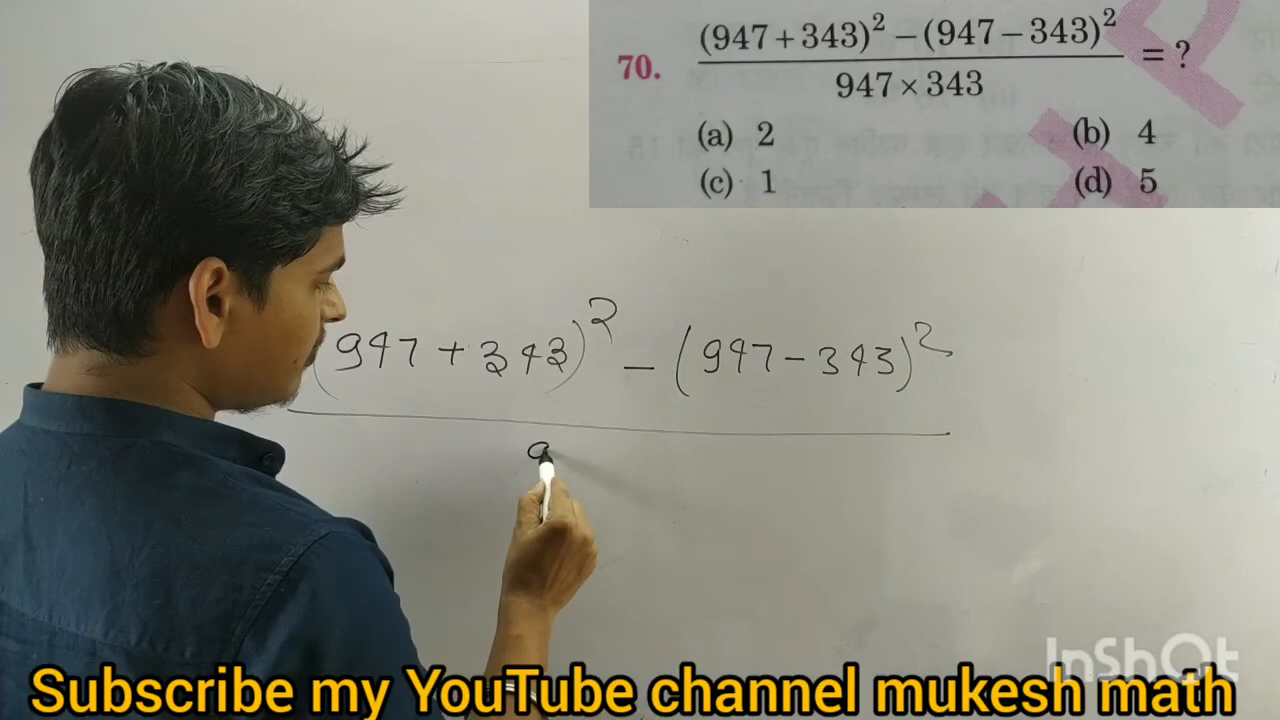 70. (947+343)² – (947–343)² / 947 × 343 = ?
(a) 2 (b) 4
(c) 1 (d) 5
(947 + 343)² – (947 – 343)²
9
InShOt
Subscribe my YouTube channel mukesh math